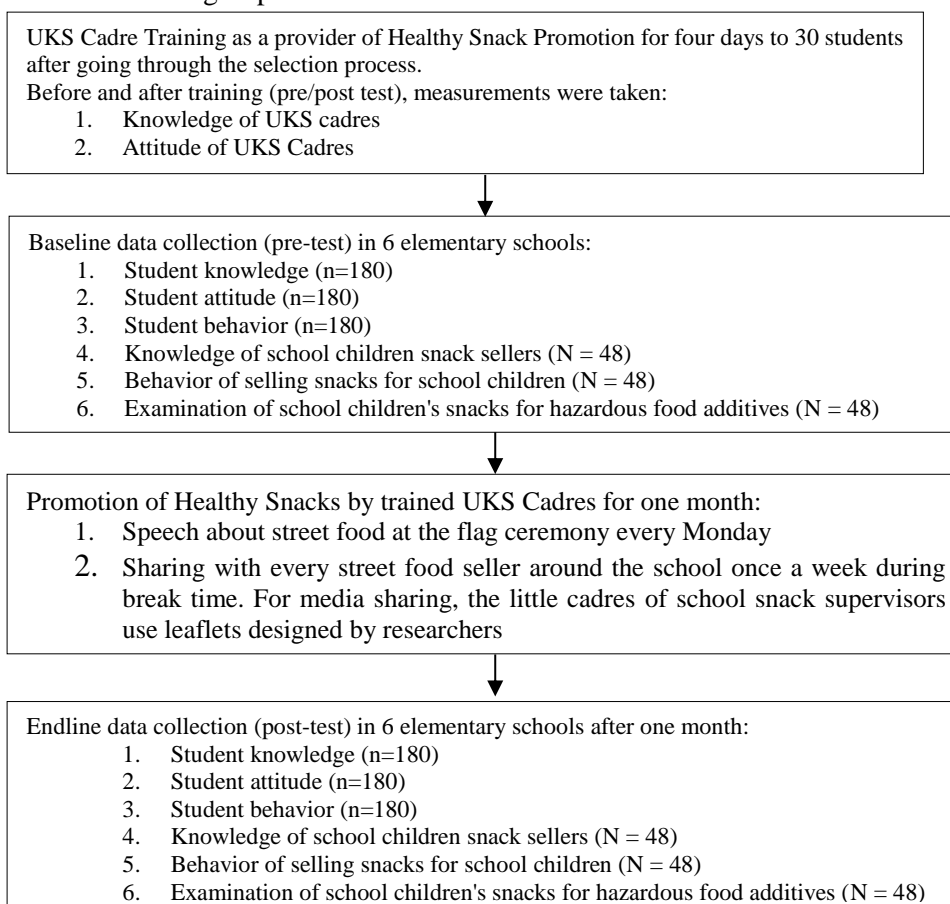 UKS Cadre Training as a provider of Healthy Snack Promotion for four days to 30 students
after going through the selection process.
Before and after training (pre/post test), measurements were taken:
1. Knowledge of UKS cadres
2. Attitude of UKS Cadres
Baseline data collection (pre-test) in 6 elementary schools:
1. Student knowledge (n=180)
2. Student attitude (n=180)
3. Student behavior (n=180)
4. Knowledge of school children snack sellers (N = 48)
5. Behavior of selling snacks for school children (N = 48)
6. Examination of school children's snacks for hazardous food additives (N = 48)
Promotion of Healthy Snacks by trained UKS Cadres for one month:
1. Speech about street food at the flag ceremony every Monday
2. Sharing with every street food seller around the school once a week during
break time. For media sharing, the little cadres of school snack supervisors
use leaflets designed by researchers
Endline data collection (post-test) in 6 elementary schools after one month:
1. Student knowledge (n=180)
2. Student attitude (n=180)
3. Student behavior (n=180)
4. Knowledge of school children snack sellers (N = 48)
5. Behavior of selling snacks for school children (N = 48)
6. Examination of school children's snacks for hazardous food additives (N = 48)